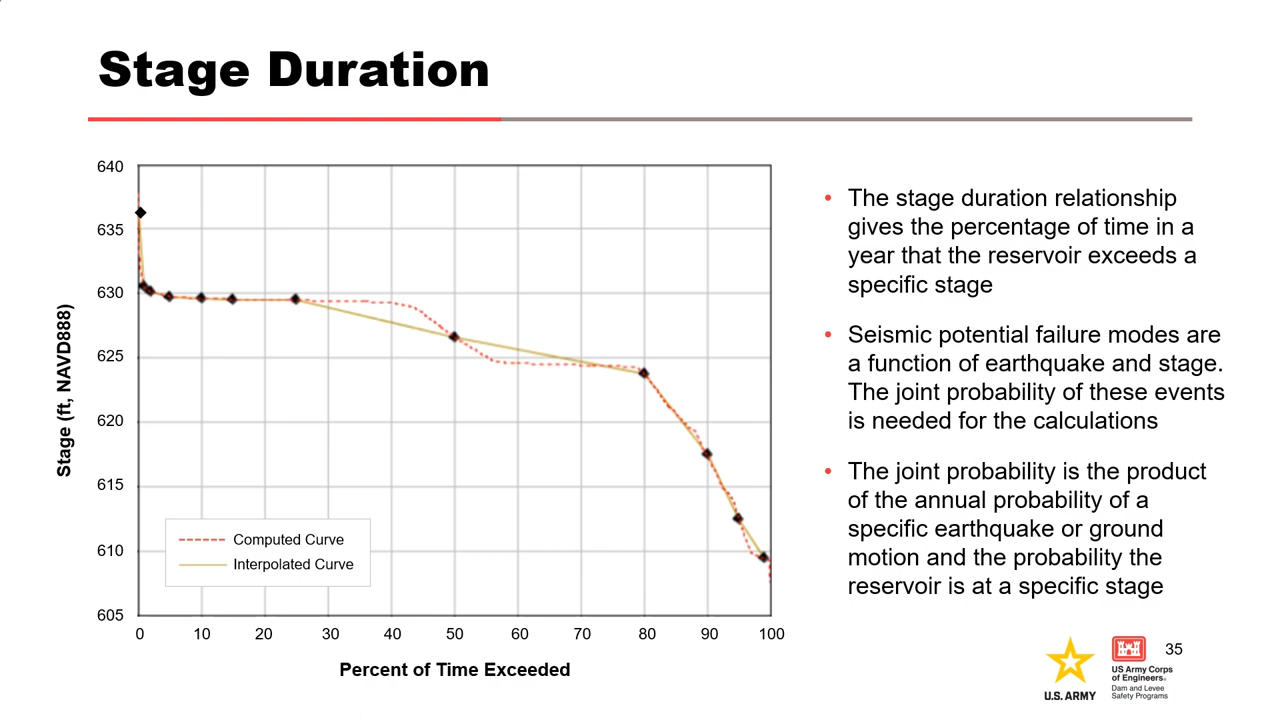 Stage Duration
640
635
630
625
620
615
610
605
Stage (ft, NAVD888)
Computed Curve
Interpolated Curve
0 10 20 30 40 50 60 70 80 90 100
Percent of Time Exceeded
• The stage duration relationship
gives the percentage of time in a
year that the reservoir exceeds a
specific stage
• Seismic potential failure modes are
a function of earthquake and stage.
The joint probability of these events
is needed for the calculations
• The joint probability is the product
of the annual probability of a
specific earthquake or ground
motion and the probability the
reservoir is at a specific stage
U.S. ARMY
US Army Corps
of Engineers®
Dam and Levee
Safety Programs
35